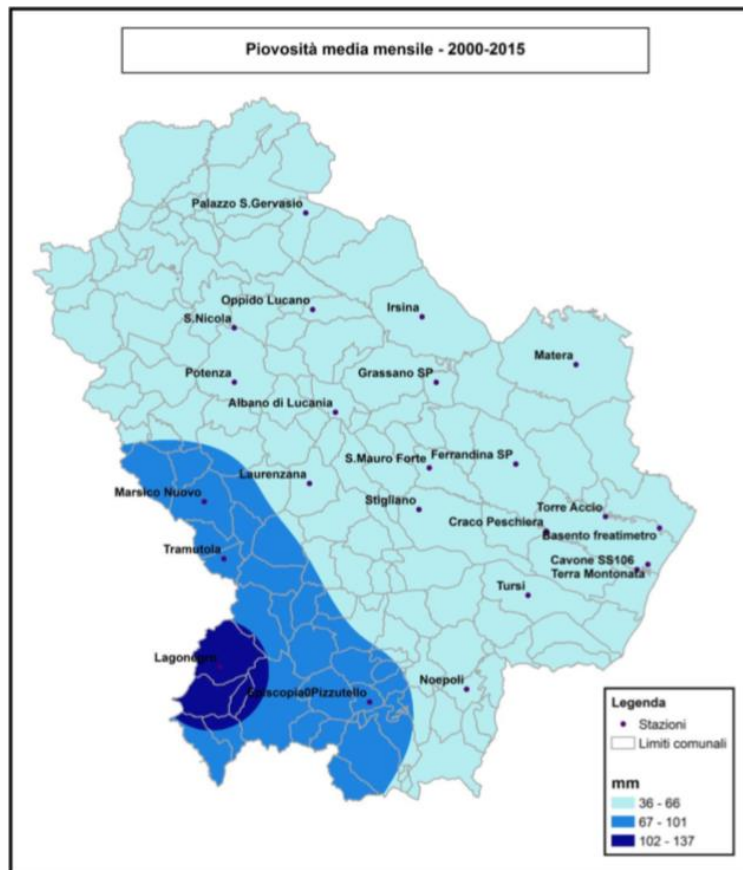 Piovosità media mensile - 2000-2015
Palazzo S.Gervasio
Oppido Lucano
Irsina
S.Nicola
Matera
Potenza
Grassano SP
Albano di Lucania
S.Mauro Forte
Ferrandina SP
Laurenzana
Marsico Nuovo
Stigliano
Torre Accio
Craco Peschiera
Basento freatimetro
Tramutola
Cavone SS106
Terra Montonata
Tursi
Lagonegro
Noepoli
Episcopia0Pizzutello
Legenda
Stazioni
Limiti comunali
mm
36 - 66
67 - 101
102 - 137